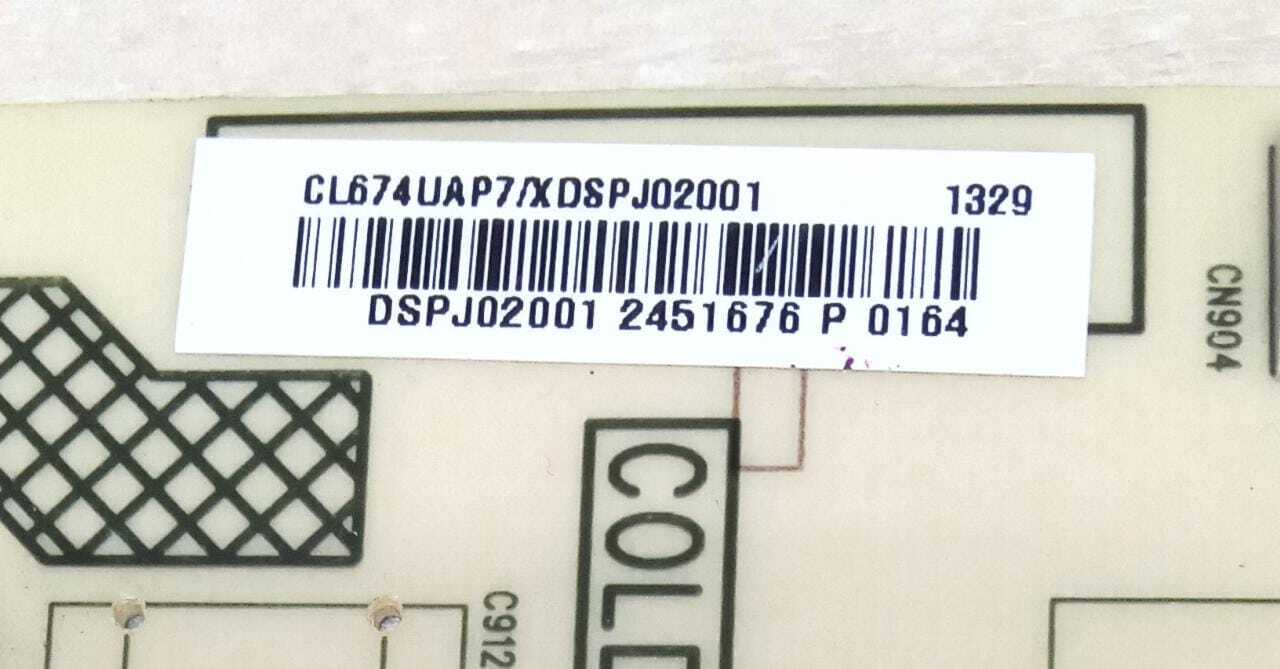 CL674UAP7/XDSPJ02001 1329
DSPJ02001 2451676 P 0164
CN904
COLD
C912